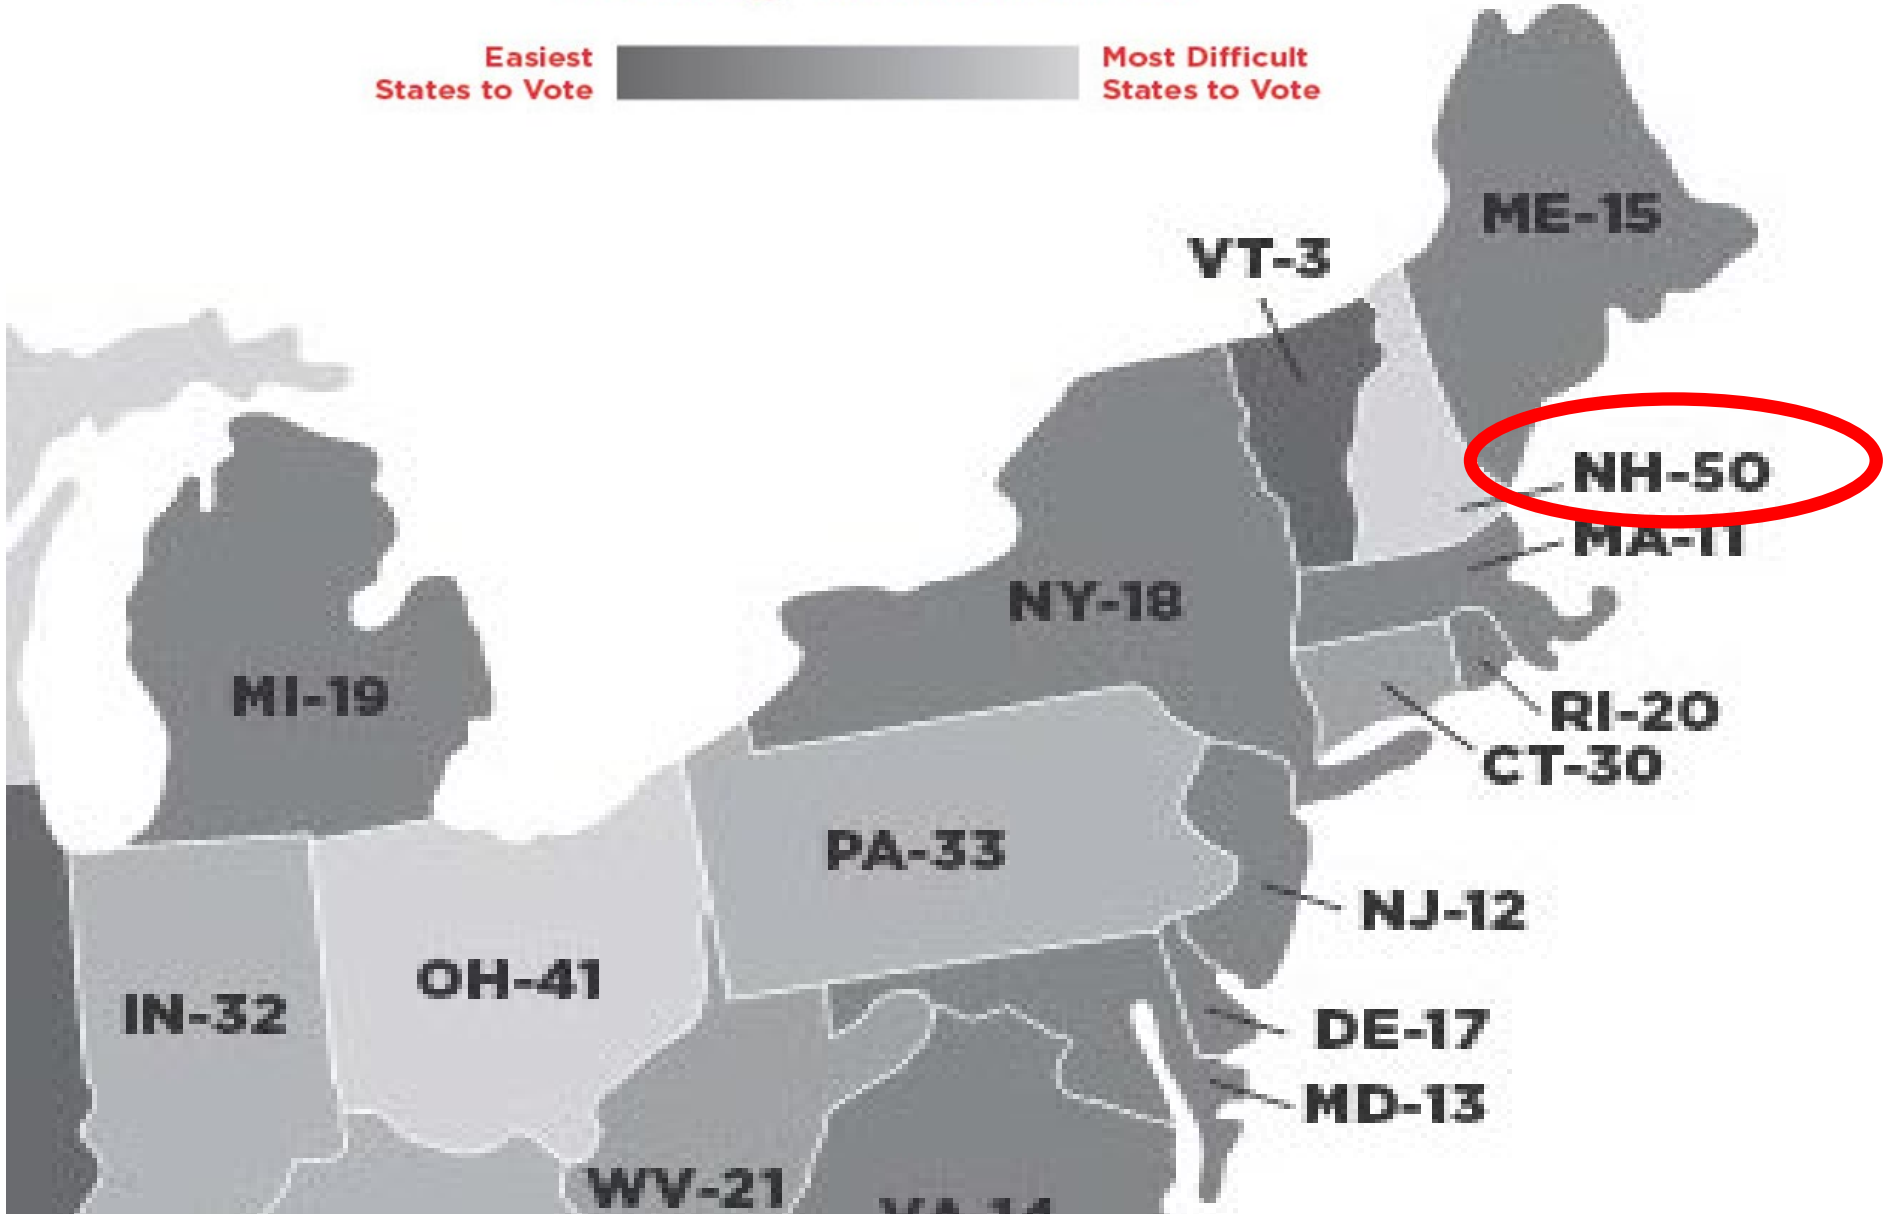 Easiest
States to Vote
Most Difficult
States to Vote
ME-15
VT-3
NH-50
MA-11
NY-18
MI-19
RI-20
CT-30
PA-33
NJ-12
OH-41
IN-32
DE-17
MD-13
WV-21
VA-14